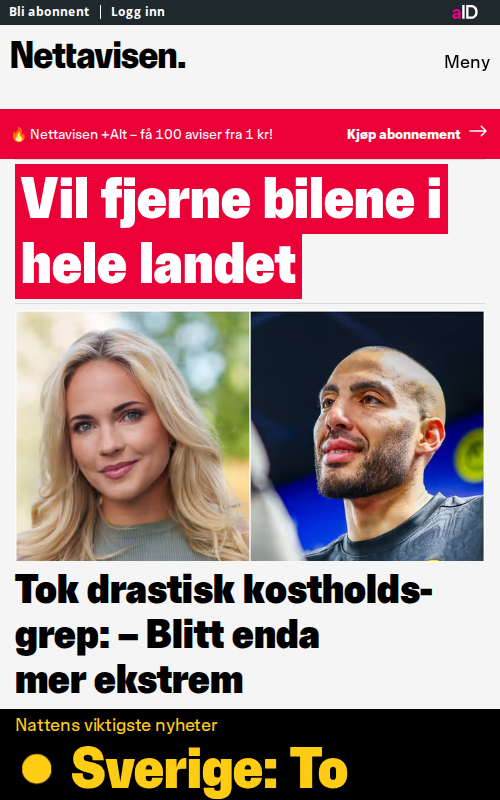 Bli abonnent | Logg inn
aID
Nettavisen.
Meny
🔥 Nettavisen +Alt – få 100 aviser fra 1 kr!
Kjøp abonnement →
Vil fjerne bilene i
hele landet
Tok drastisk kostholds-
grep: – Blitt enda
mer ekstrem
Nattens viktigste nyheter
Sverige: To